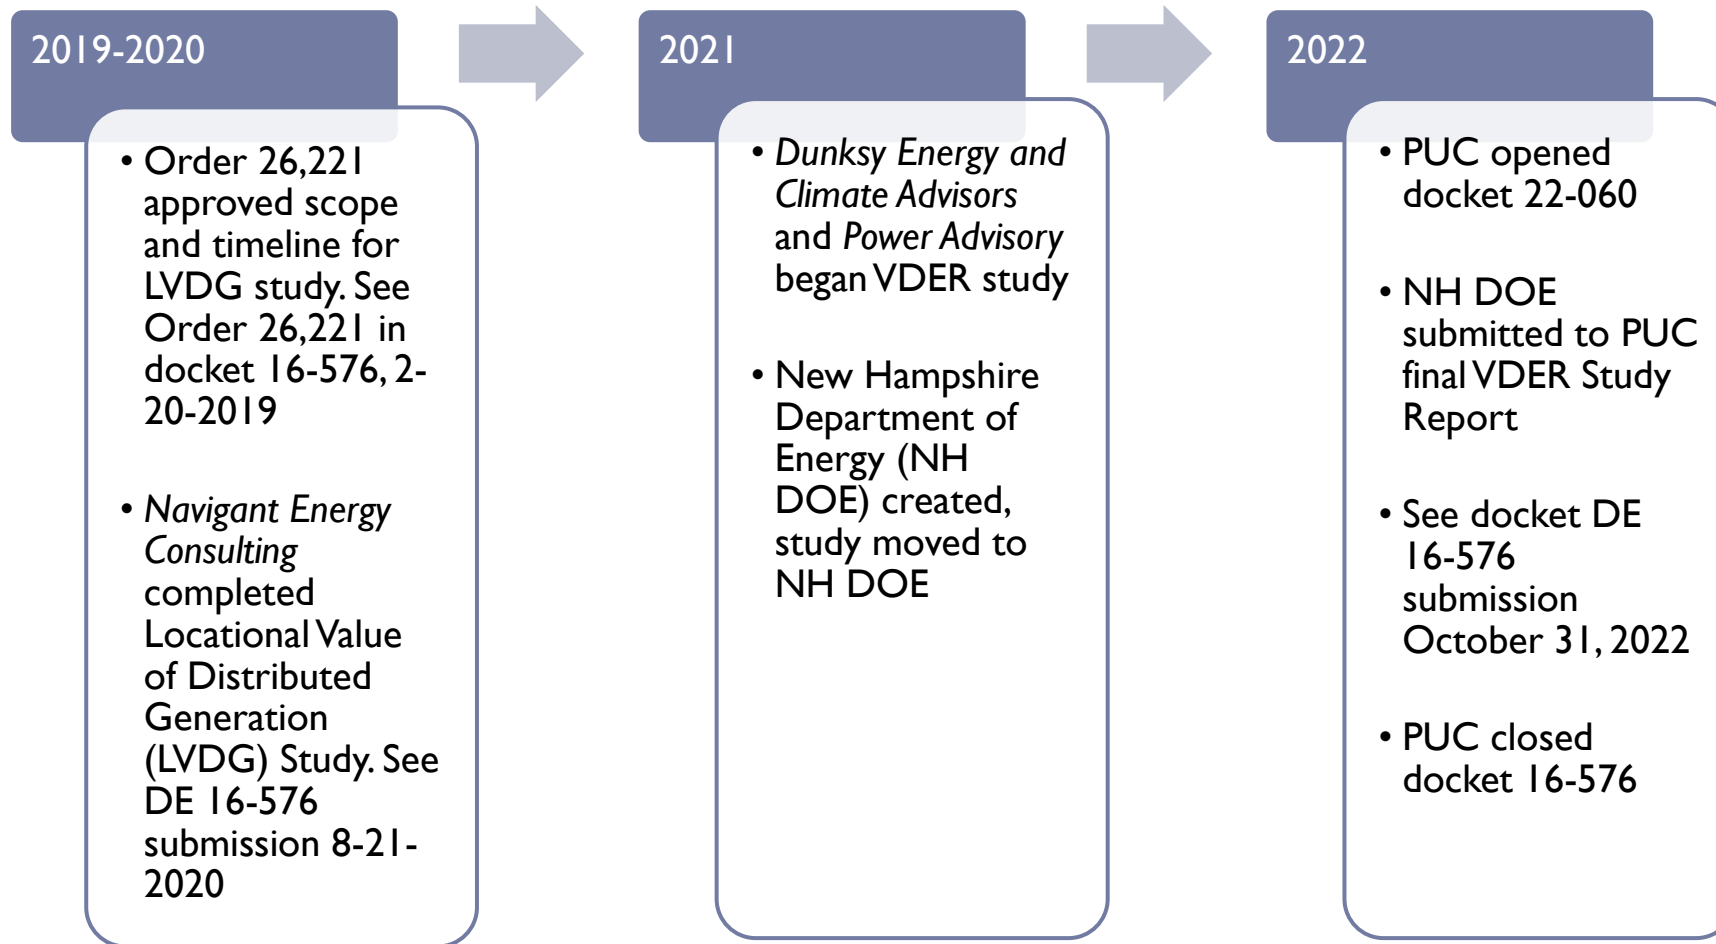 2019-2020
• Order 26,221
approved scope
and timeline for
LVDG study. See
Order 26,221 in
docket 16-576, 2-
20-2019
• Navigant Energy
Consulting
completed
Locational Value
of Distributed
Generation
(LVDG) Study. See
DE 16-576
submission 8-21-
2020
2021
• Dunksy Energy and
Climate Advisors
and Power Advisory
began VDER study
• New Hampshire
Department of
Energy (NH
DOE) created,
study moved to
NH DOE
2022
• PUC opened
docket 22-060
• NH DOE
submitted to PUC
final VDER Study
Report
• See docket DE
16-576
submission
October 31, 2022
• PUC closed
docket 16-576